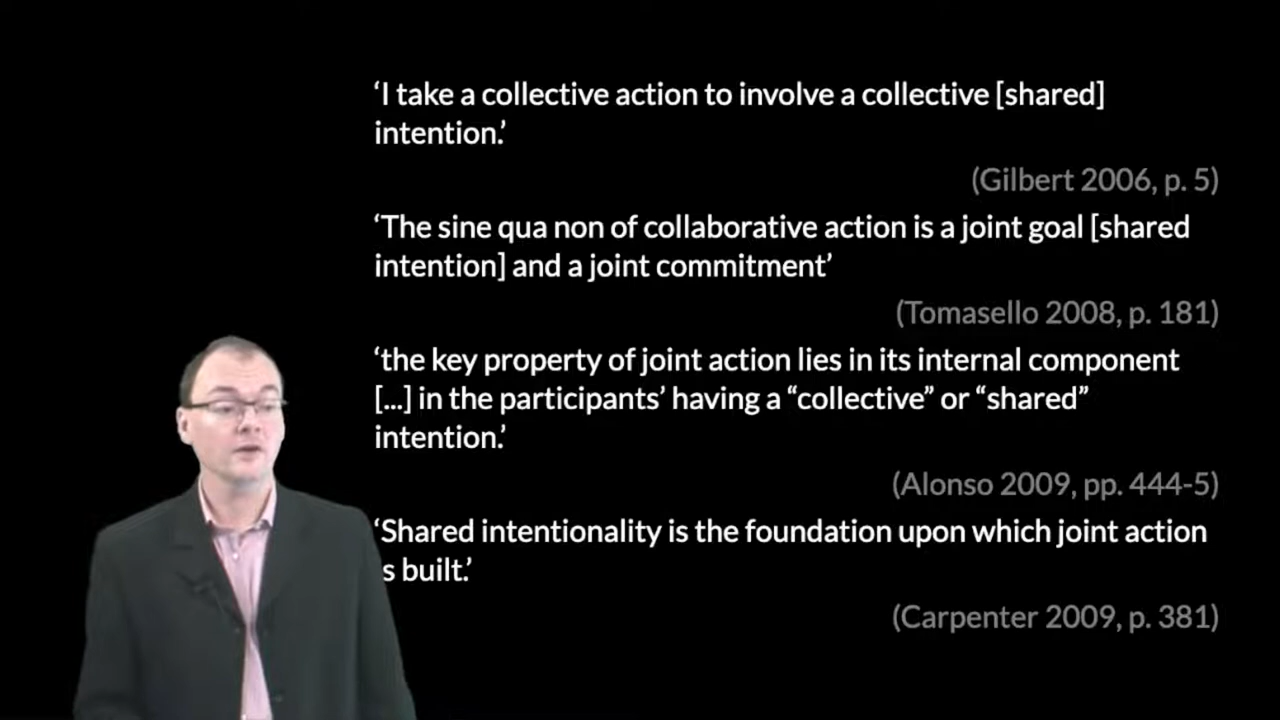 ‘I take a collective action to involve a collective [shared]
intention.’
(Gilbert 2006, p. 5)
‘The sine qua non of collaborative action is a joint goal [shared
intention] and a joint commitment’
(Tomasello 2008, p. 181)
‘the key property of joint action lies in its internal component
[...] in the participants’ having a “collective” or “shared”
intention.’
(Alonso 2009, pp. 444-5)
‘Shared intentionality is the foundation upon which joint action
s built.’
(Carpenter 2009, p. 381)